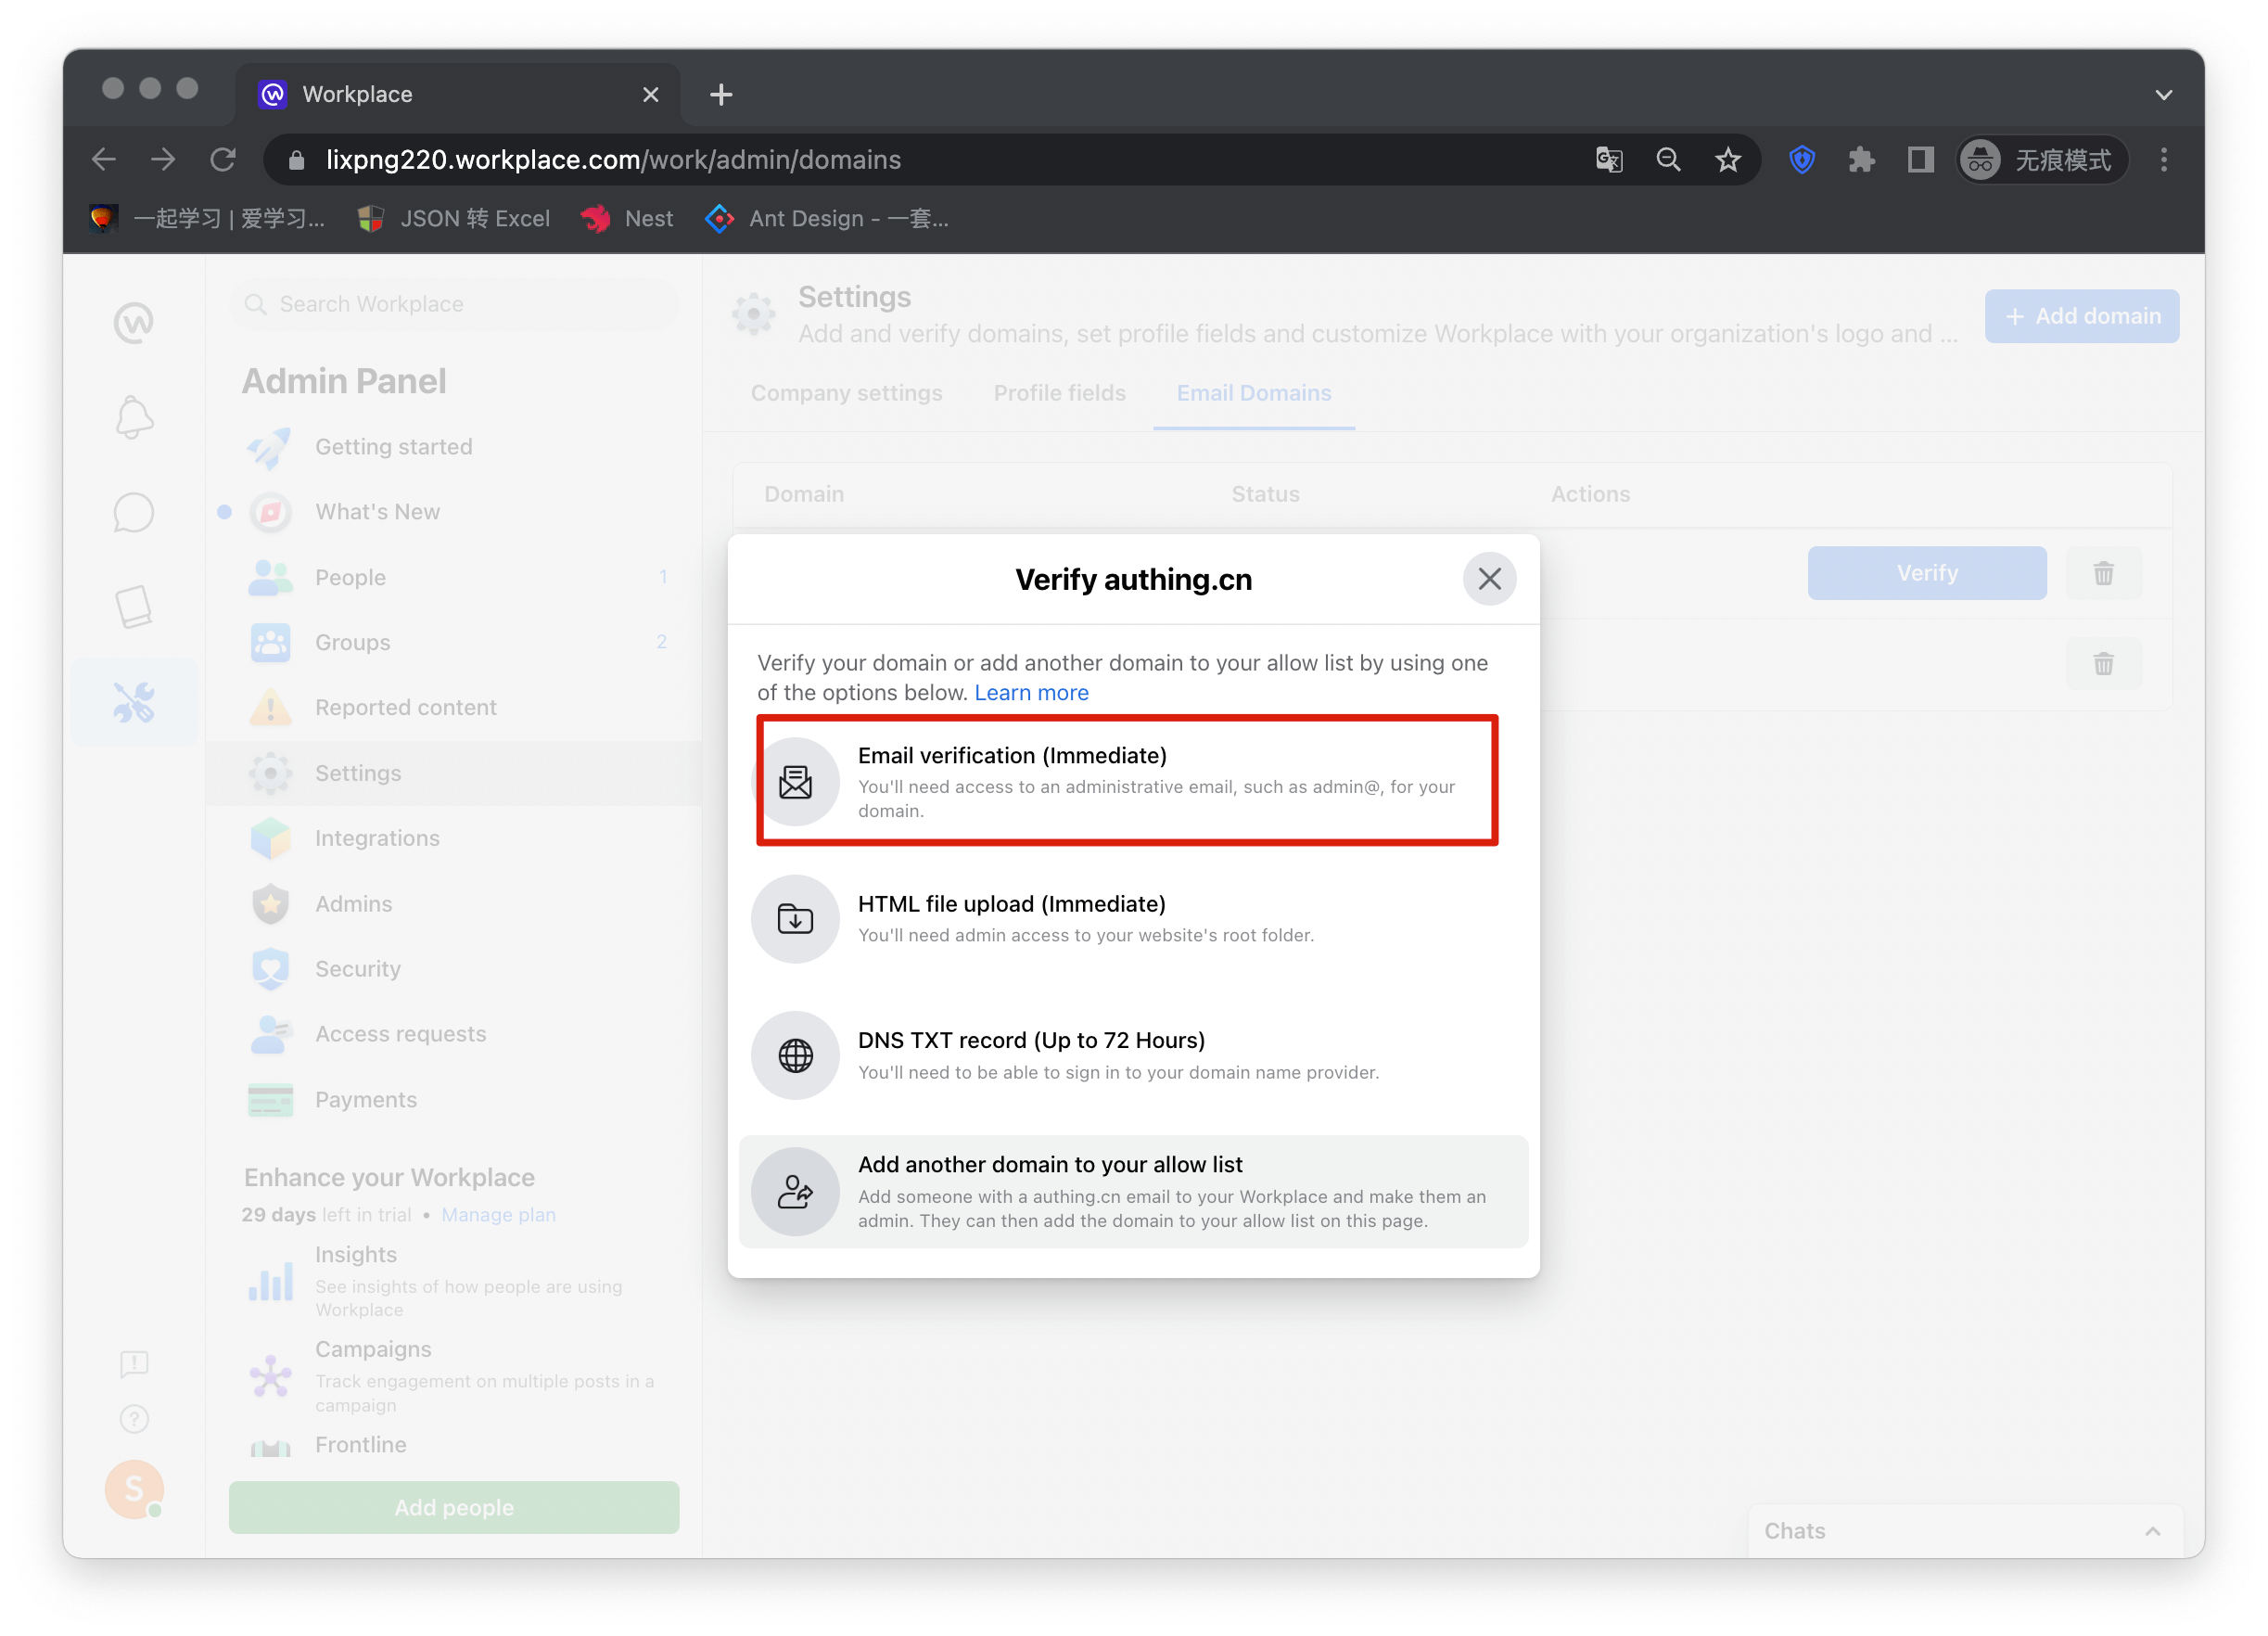 Workplace
lixpng220.workplace.com/work/admin/domains
无痕模式
一起学习 | 爱学习...
JSON 转 Excel
Nest
Ant Design - 一套...
Search Workplace
Admin Panel
Getting started
What's New
People 1
Groups 2
Reported content
Settings
Integrations
Admins
Security
Access requests
Payments
Enhance your Workplace
29 days left in trial • Manage plan
Insights
See insights of how people are using
Workplace
Campaigns
Track engagement on multiple posts in a
campaign
Frontline
Add people
S
Settings
Add and verify domains, set profile fields and customize Workplace with your organization's logo and ...
+ Add domain
Company settings
Profile fields
Email Domains
Domain
Status
Actions
Verify
Verify authing.cn
Verify your domain or add another domain to your allow list by using one
of the options below. Learn more
Email verification (Immediate)
You'll need access to an administrative email, such as admin@, for your
domain.
HTML file upload (Immediate)
You'll need admin access to your website's root folder.
DNS TXT record (Up to 72 Hours)
You'll need to be able to sign in to your domain name provider.
Add another domain to your allow list
Add someone with a authing.cn email to your Workplace and make them an
admin. They can then add the domain to your allow list on this page.
Chats